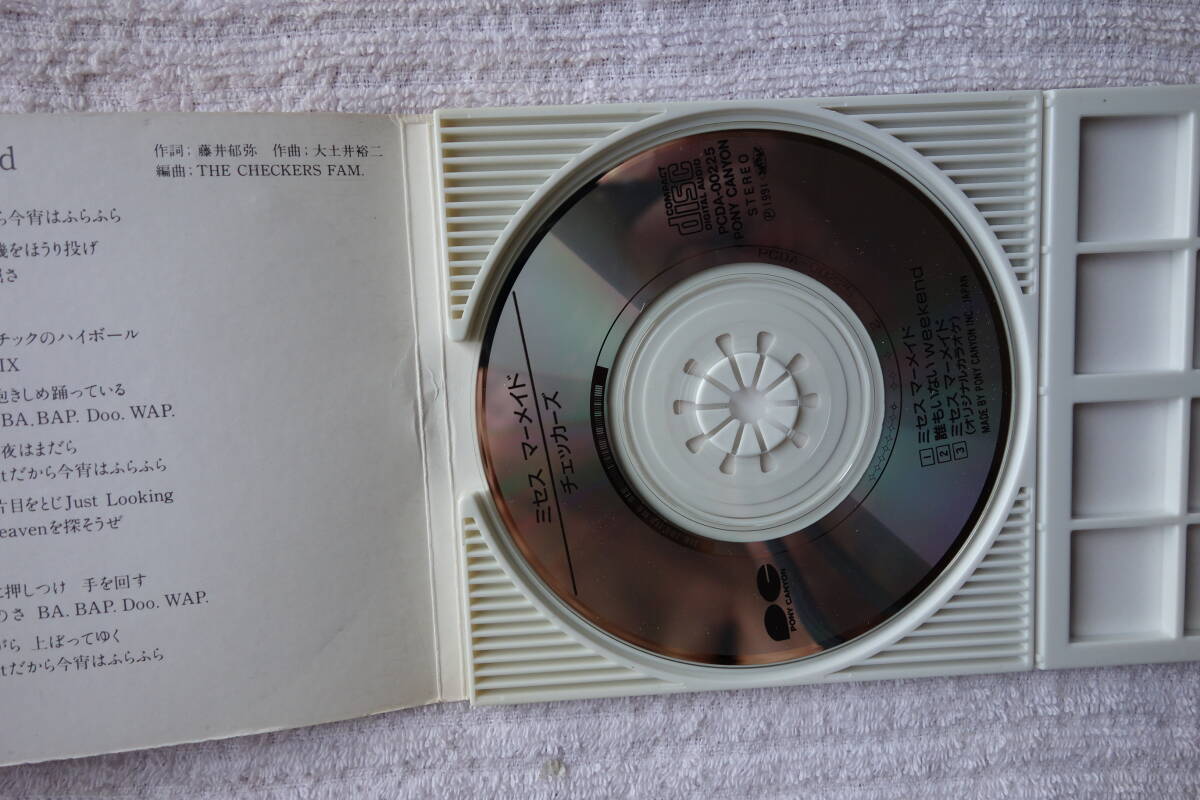 d
作詞；藤井郁弥　作曲；大土井裕二
編曲；THE CHECKERS FAM.
ら今宵はふらふら
をほうり投げ
さ
チックのハイボール
IX
抱きしめ踊っている
BA. BAP. Doo. WAP.
夜はまだら
tだから今宵はふらふら
片目をとじJust Looking
eavenを探そうぜ
に押しつけ　手を回す
のさ BA. BAP. Doo. WAP.
がら 上ぼってゆく
tだから今宵はふらふら
COMPACT
disc
DIGITAL AUDIO
PCDA-00225
PONY CANYON
STEREO
Ⓟ1991
ミセス マーメイド
チェッカーズ
1 ミセス マーメイド
2 誰もいないweekend
3 ミセス マーメイド
(オリジナルカラオケ)
MADE BY PONY CANYON INC., JAPAN
PONY CANYON